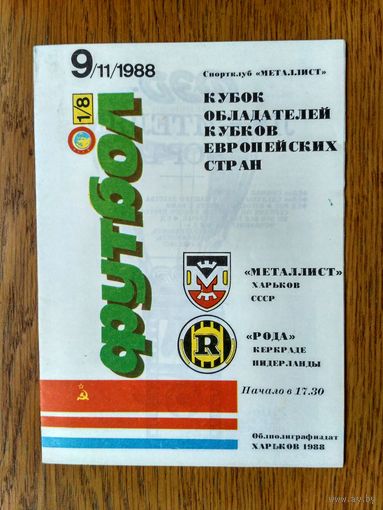 9/11/1988
Спортклуб «МЕТАЛЛИСТ»
1/8
футбол
КУБОК
ОБЛАДАТЕЛЕЙ
КУБКОВ
ЕВРОПЕЙСКИХ
СТРАН
М
«МЕТАЛЛИСТ»
ХАРЬКОВ
СССР
R
«РОДА»
КЕРКРАДЕ
НИДЕРЛАНДЫ
Начало в 17.30
Облполиграфиздат
ХАРЬКОВ 1988